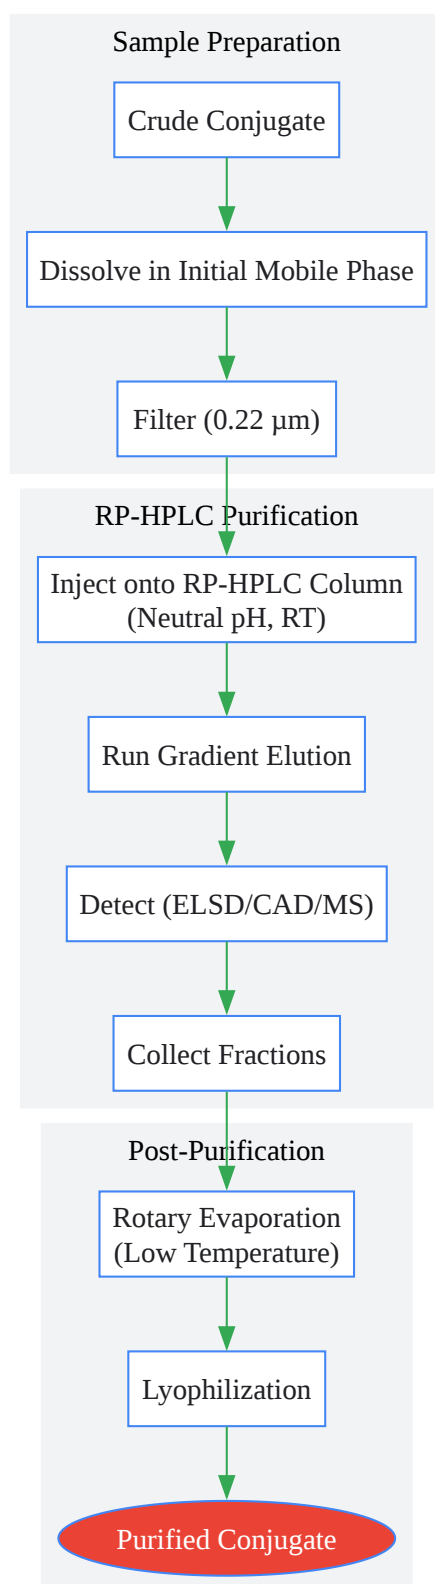 Sample Preparation
Crude Conjugate
Dissolve in Initial Mobile Phase
Filter (0.22 µm)
RP-HPLC Purification
Inject onto RP-HPLC Column
(Neutral pH, RT)
Run Gradient Elution
Detect (ELSD/CAD/MS)
Collect Fractions
Post-Purification
Rotary Evaporation
(Low Temperature)
Lyophilization
Purified Conjugate